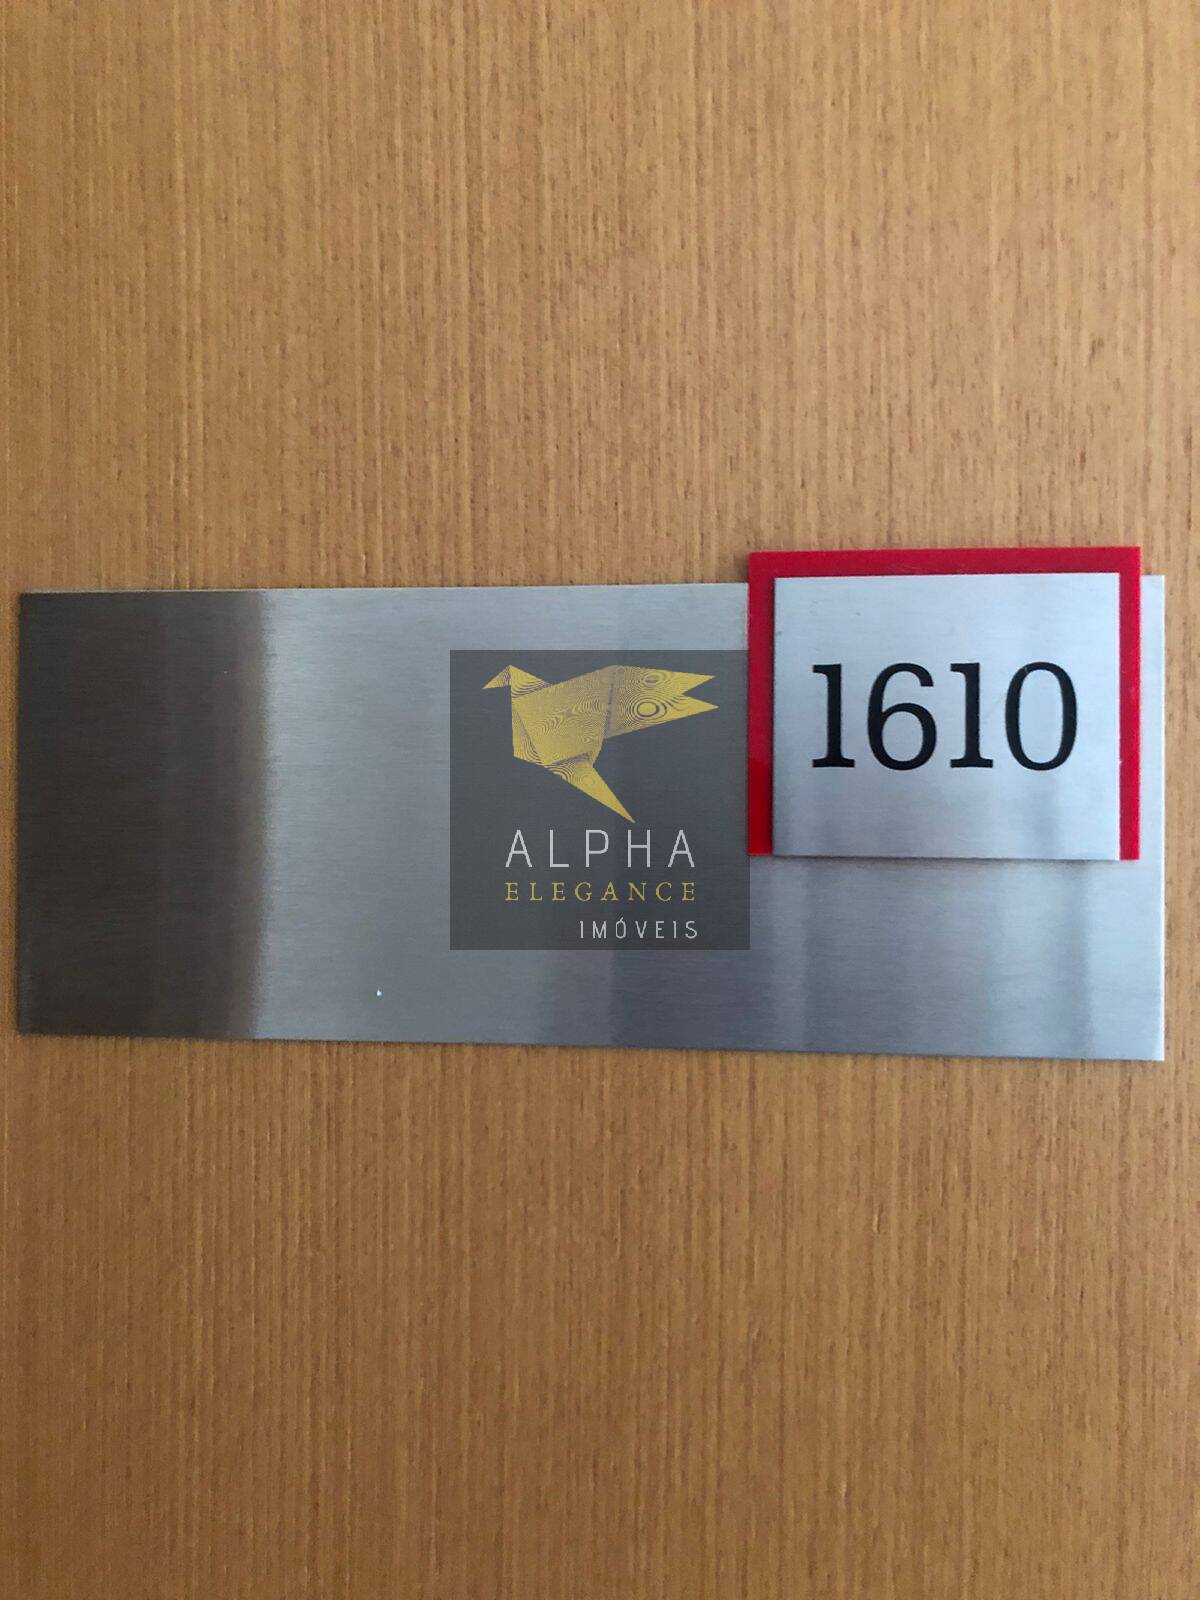 1610
ALPHA
ELEGANCE
IMÓVEIS